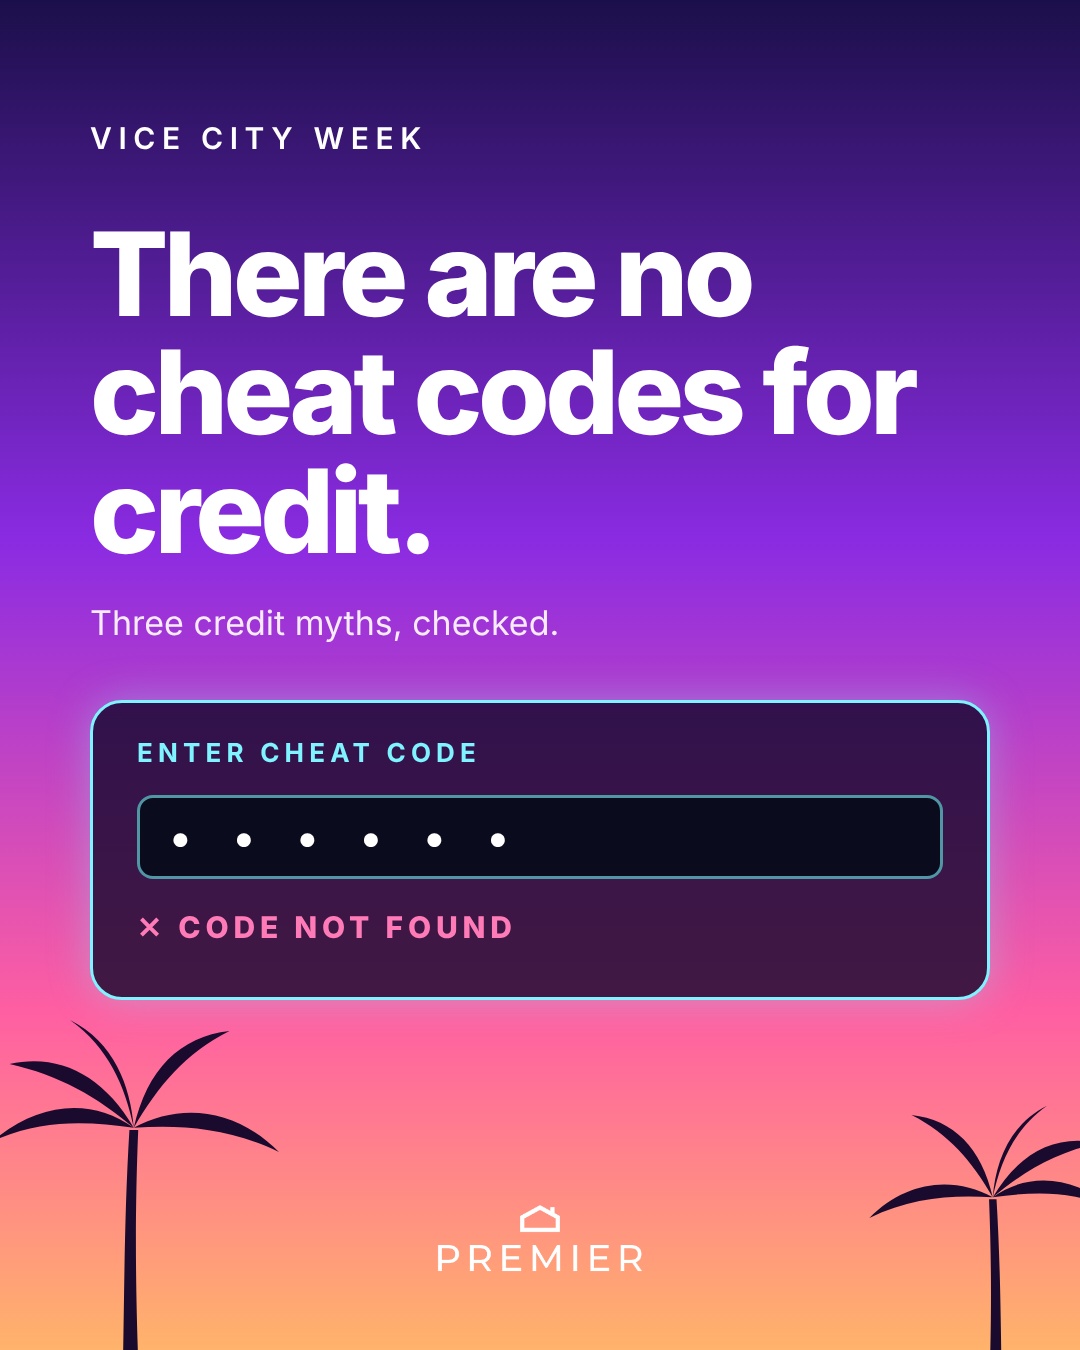 VICE CITY WEEK
There are no
cheat codes for
credit.
Three credit myths, checked.
ENTER CHEAT CODE
• • • • • •
✕ CODE NOT FOUND
PREMIER